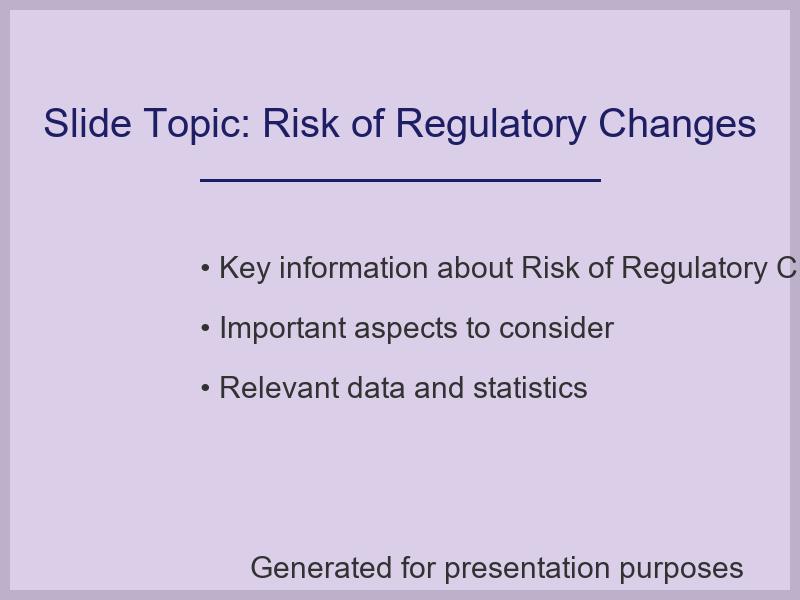 Slide Topic: Risk of Regulatory Changes
• Key information about Risk of Regulatory C
• Important aspects to consider
• Relevant data and statistics
Generated for presentation purposes